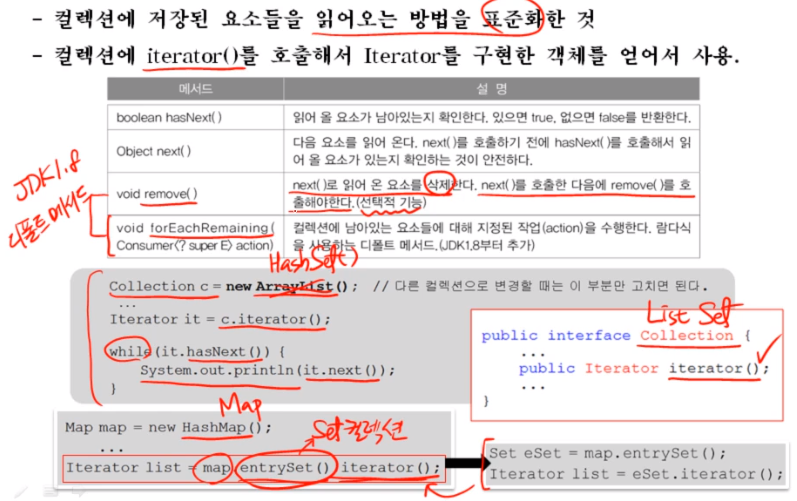 - 컬렉션에 저장된 요소들을 읽어오는 방법을 표준화한 것
- 컬렉션에 iterator()를 호출해서 Iterator를 구현한 객체를 얻어서 사용.
메서드 설 명
boolean hasNext() 읽어 올 요소가 남아있는지 확인한다. 있으면 true, 없으면 false를 반환한다.
Object next() 다음 요소를 읽어 온다. next()를 호출하기 전에 hasNext()를 호출해서 읽
어 올 요소가 있는지 확인하는 것이 안전하다.
JDK1.8
디폴트 메서드
void remove() next()로 읽어 온 요소를 삭제한다. next()를 호출한 다음에 remove()를 호
출해야한다.(선택적 기능)
void forEachRemaining( 컬렉션에 남아있는 요소들에 대해 지정된 작업(action)을 수행한다. 람다식
Consumer<? super E> action) 을 사용하는 디폴트 메서드.(JDK1.8부터 추가)
HashSet()
Collection c = new ArrayList(); // 다른 컬렉션으로 변경할 때는 이 부분만 고치면 된다.
...
Iterator it = c.iterator();
while(it.hasNext()) {
System.out.println(it.next());
}
List Set
public interface Collection {
...
public Iterator iterator();
...
}
Map
Map map = new HashMap();
...
Set 컬렉션
Iterator list = map.entrySet().iterator();
Set eSet = map.entrySet();
Iterator list = eSet.iterator();